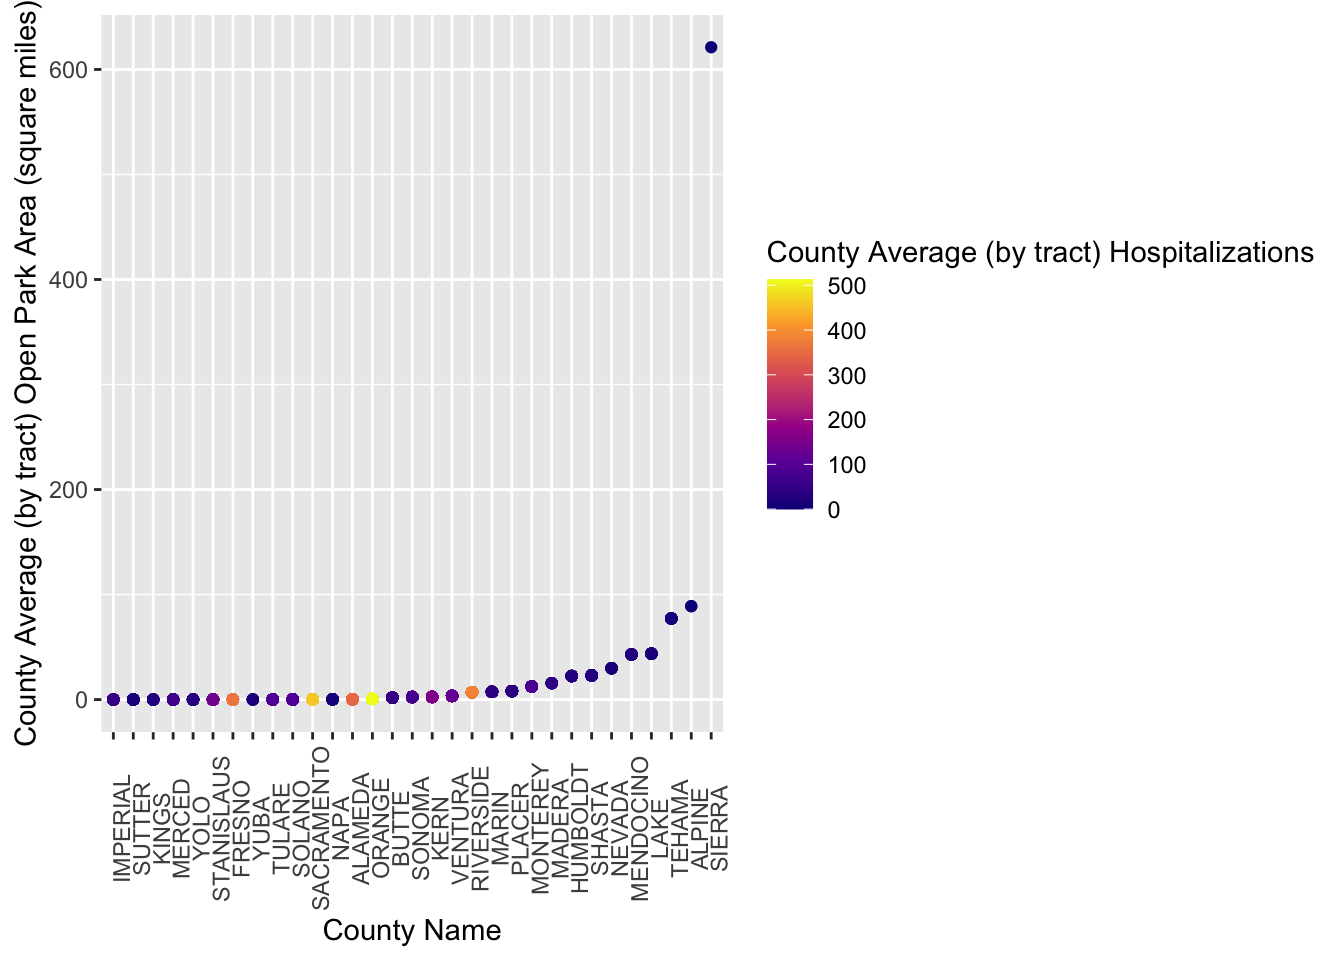 County Average (by tract) Open Park Area (square miles)
600
400
200
0
IMPERIAL
SUTTER
KINGS
MERCED
YOLO
STANISLAUS
FRESNO
YUBA
TULARE
SOLANO
SACRAMENTO
NAPA
ALAMEDA
ORANGE
BUTTE
SONOMA
KERN
VENTURA
RIVERSIDE
MARIN
PLACER
MONTEREY
MADERA
HUMBOLDT
SHASTA
NEVADA
MENDOCINO
LAKE
TEHAMA
ALPINE
SIERRA
County Name
County Average (by tract) Hospitalizations
500
400
300
200
100
0